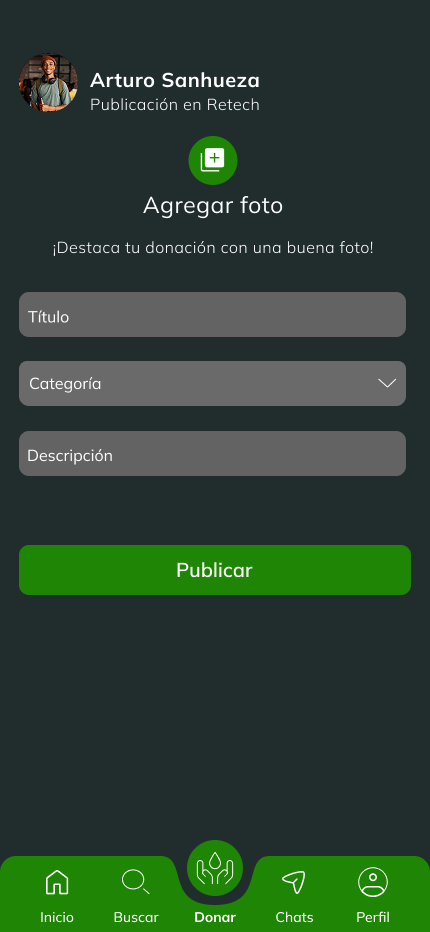 Arturo Sanhueza
Publicación en Retech
Agregar foto
¡Destaca tu donación con una buena foto!
Título
Categoría
Descripción
Publicar
Inicio
Buscar
Donar
Chats
Perfil